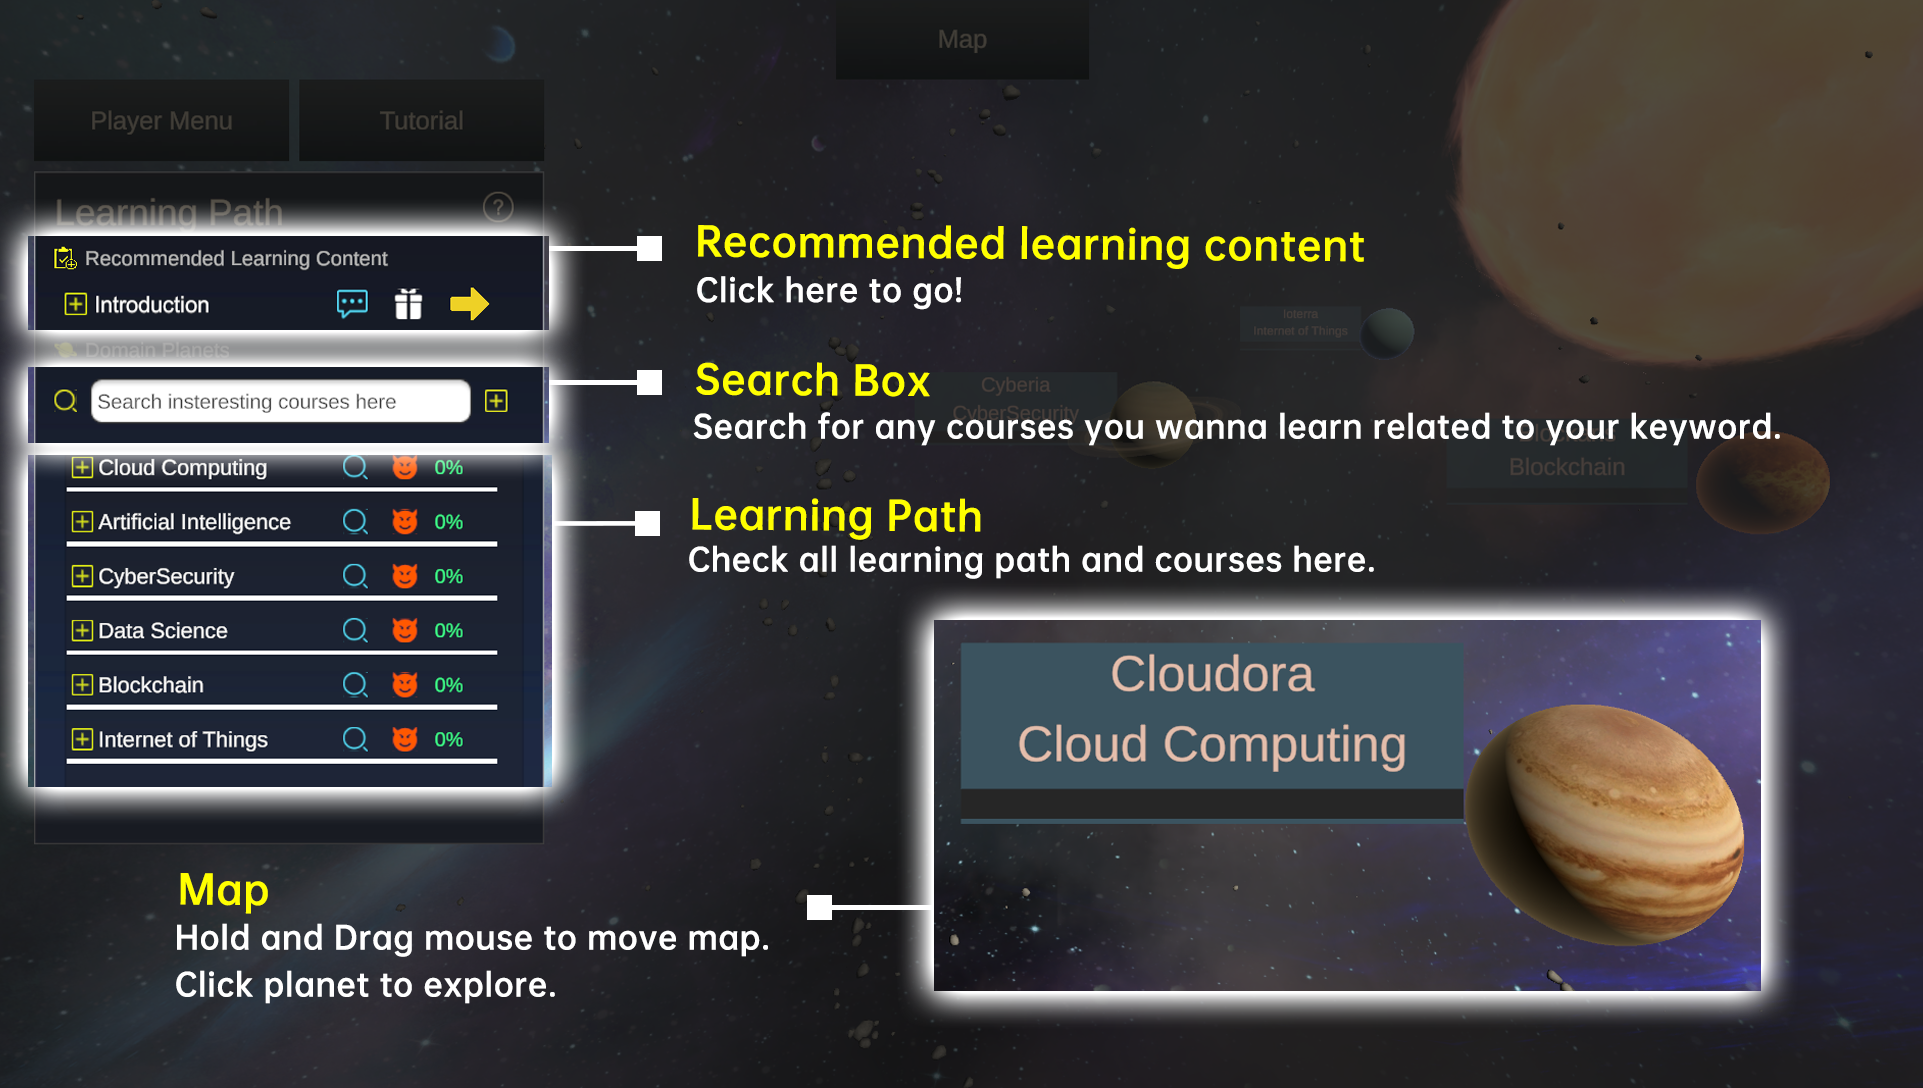 Map
Player Menu
Tutorial
Learning Path
?
Recommended Learning Content
Introduction
Domain Planets
Search insteresting courses here
Cloud Computing 0%
Artificial Intelligence 0%
CyberSecurity 0%
Data Science 0%
Blockchain 0%
Internet of Things 0%
Recommended learning content
Click here to go!
Ioterra
Internet of Things
Search Box
Cyberia
CyberSecurity
Search for any courses you wanna learn related to your keyword.
Blockchain
Learning Path
Check all learning path and courses here.
Cloudora
Cloud Computing
Map
Hold and Drag mouse to move map.
Click planet to explore.